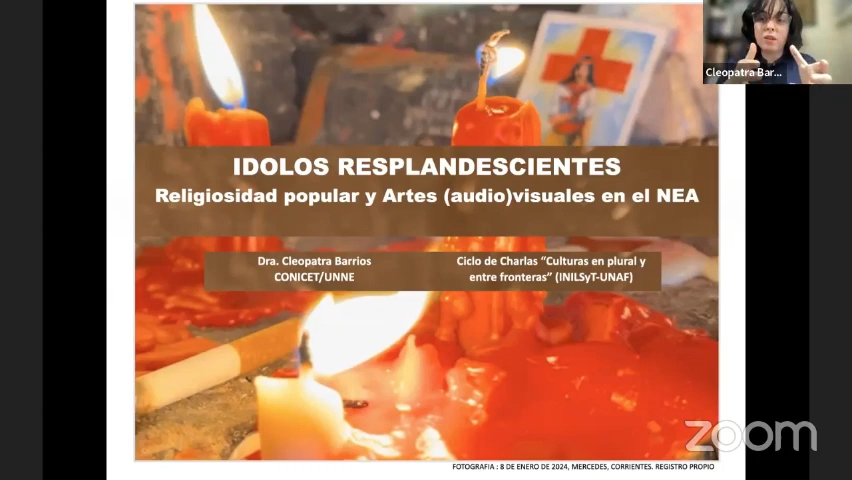 Cleopatra Bar...
IDOLOS RESPLANDESCIENTES
Religiosidad popular y Artes (audio)visuales en el NEA
Dra. Cleopatra Barrios
CONICET/UNNE
Ciclo de Charlas “Culturas en plural y
entre fronteras” (INILSyT-UNAF)
zoom
FOTOGRAFIA : 8 DE ENERO DE 2024, MERCEDES, CORRIENTES. REGISTRO PROPIO